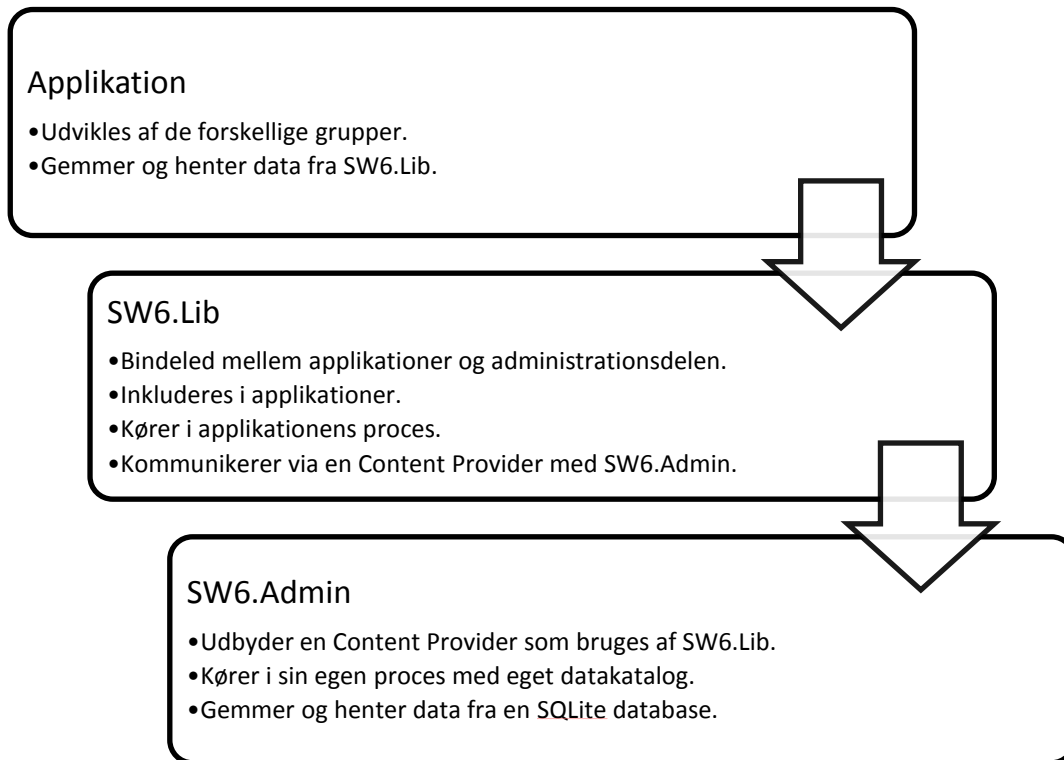 Applikation
•Udvikles af de forskellige grupper.
•Gemmer og henter data fra SW6.Lib.
SW6.Lib
•Bindeled mellem applikationer og administrationsdelen.
•Inkluderes i applikationer.
•Kører i applikationens proces.
•Kommunikerer via en Content Provider med SW6.Admin.
SW6.Admin
•Udbyder en Content Provider som bruges af SW6.Lib.
•Kører i sin egen proces med eget datakatalog.
•Gemmer og henter data fra en SQLite database.